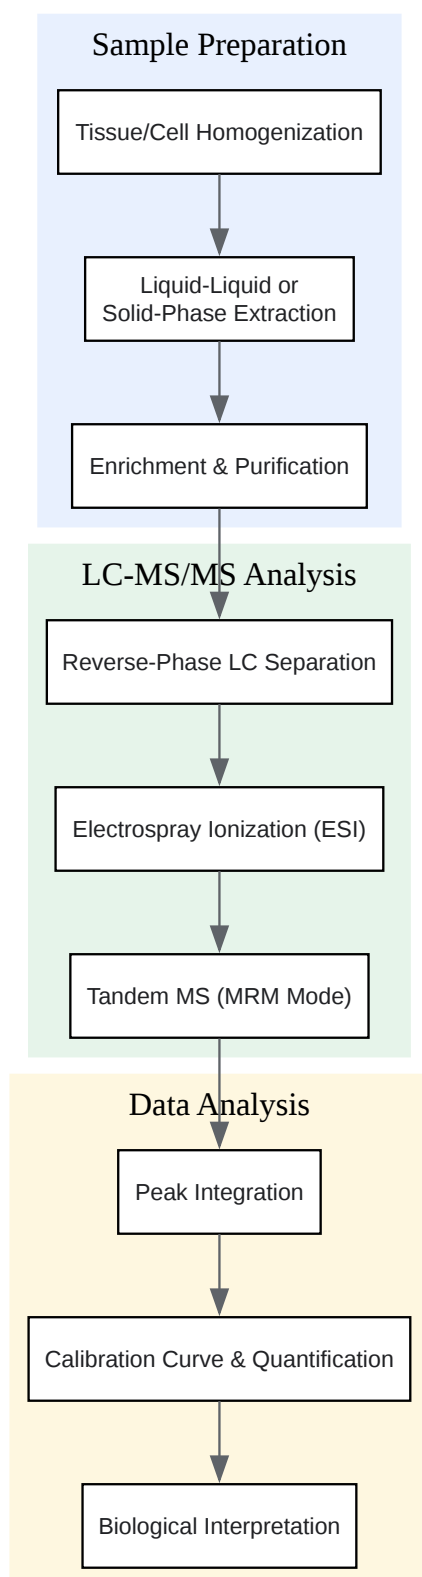 Sample Preparation
Tissue/Cell Homogenization
Liquid-Liquid or
Solid-Phase Extraction
Enrichment & Purification
LC-MS/MS Analysis
Reverse-Phase LC Separation
Electrospray Ionization (ESI)
Tandem MS (MRM Mode)
Data Analysis
Peak Integration
Calibration Curve & Quantification
Biological Interpretation